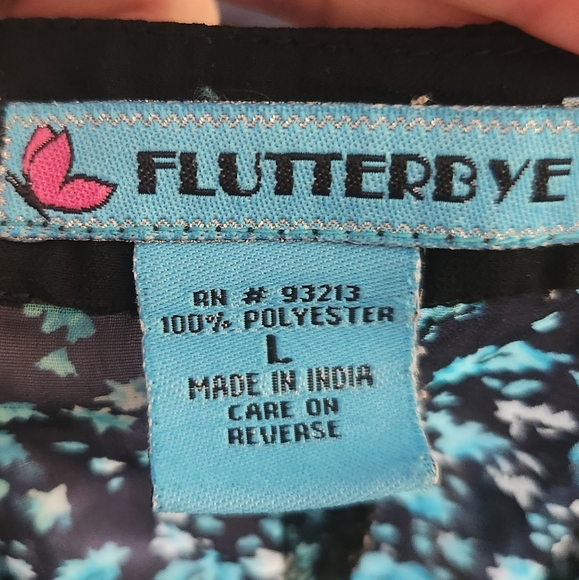 FLUTTERBYE
RN # 93213
100% POLYESTER
L
MADE IN INDIA
CARE ON
REVERSE